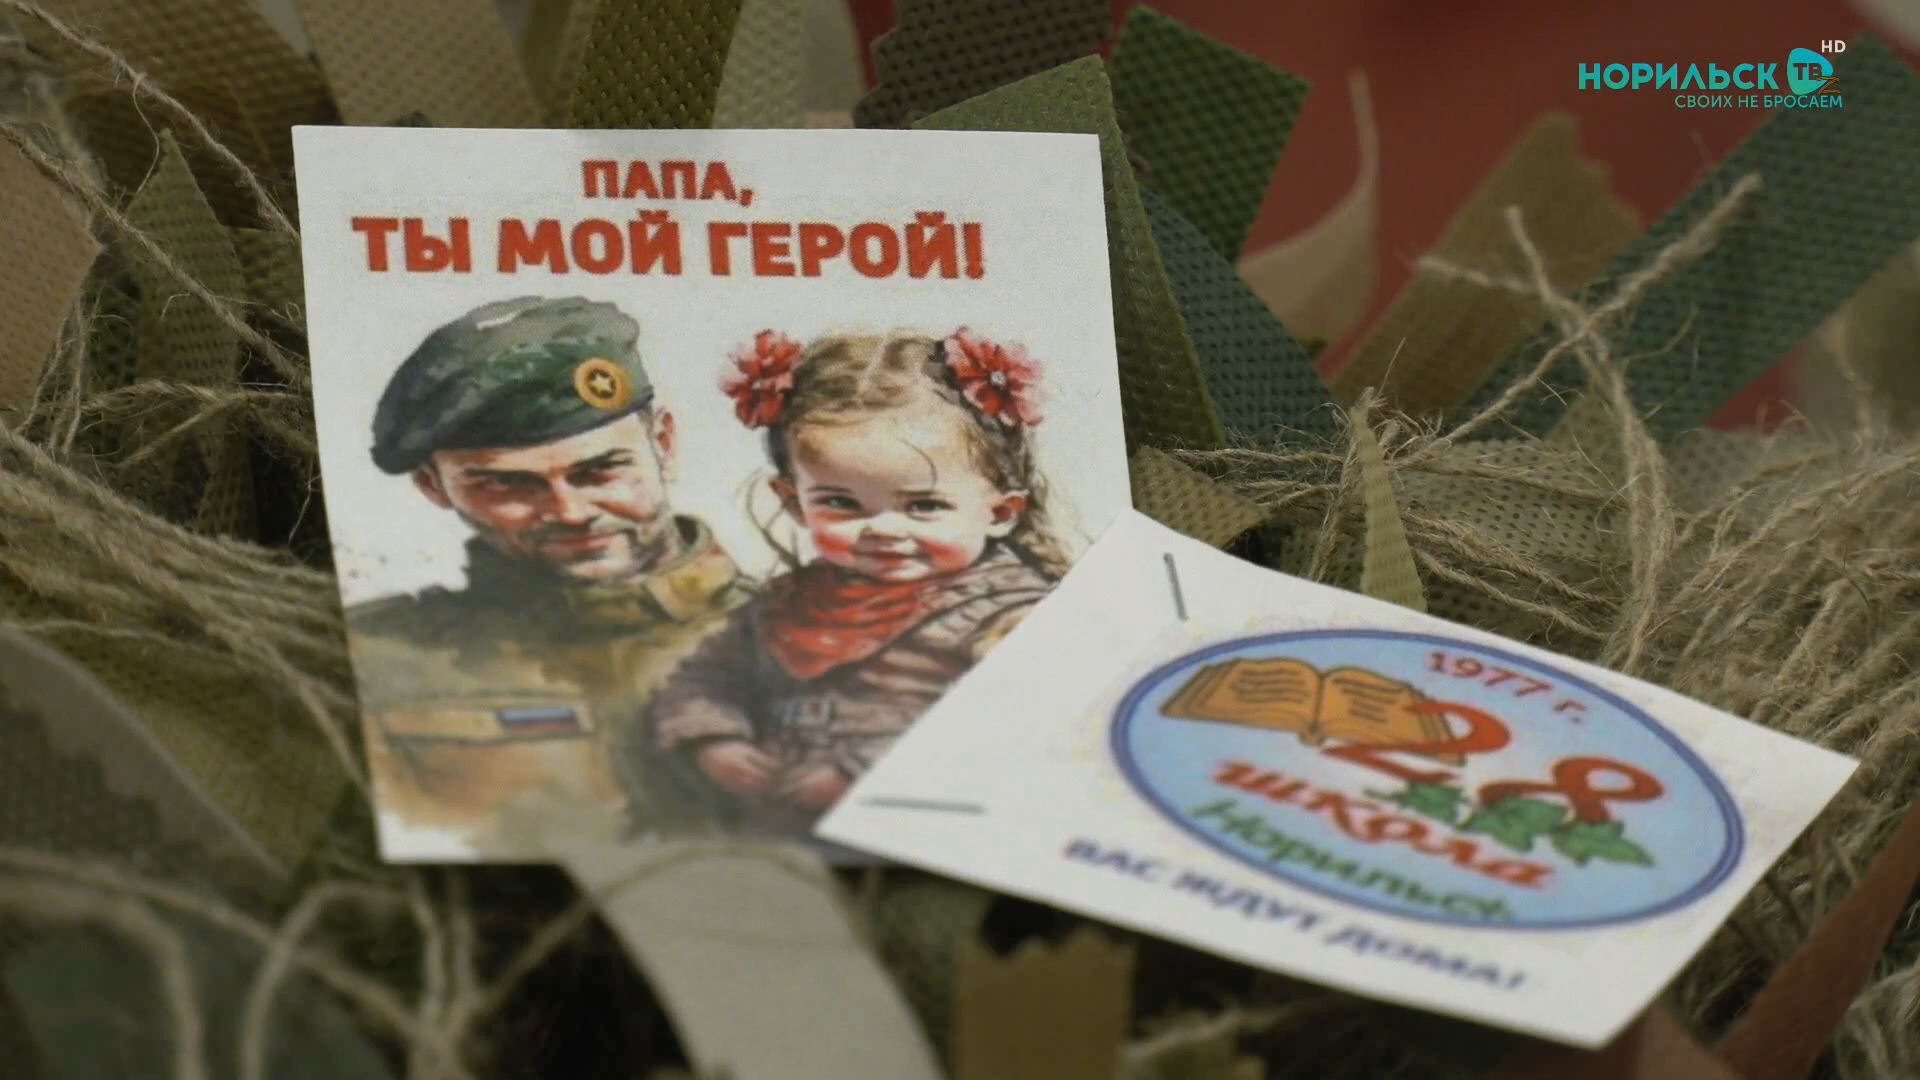 НОРИЛЬСК ТВ HD
СВОИХ НЕ БРОСАЕМ
ПАПА,
ТЫ МОЙ ГЕРОЙ!
1977 г.
28
школа
Норильск
ВАС ЖДУТ ДОМА!